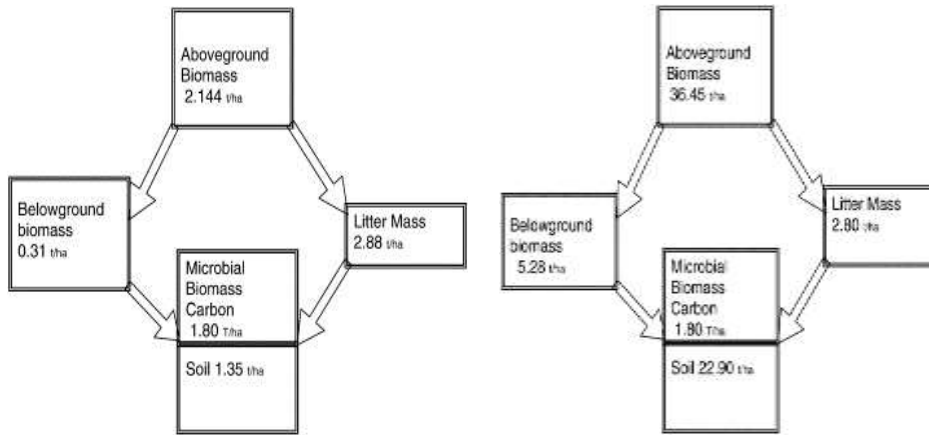 Aboveground
Biomass
2.144 t/ha
Belowground
biomass
0.31 t/ha
Litter Mass
2.88 t/ha
Microbial
Biomass
Carbon
1.80 T/ha
Soil 1.35 t/ha
Aboveground
Biomass
36.45 t/ha
Belowground
biomass
5.28 t/ha
Litter Mass
2.80 t/ha
Microbial
Biomass
Carbon
1.80 T/ha
Soil 22.90 t/ha